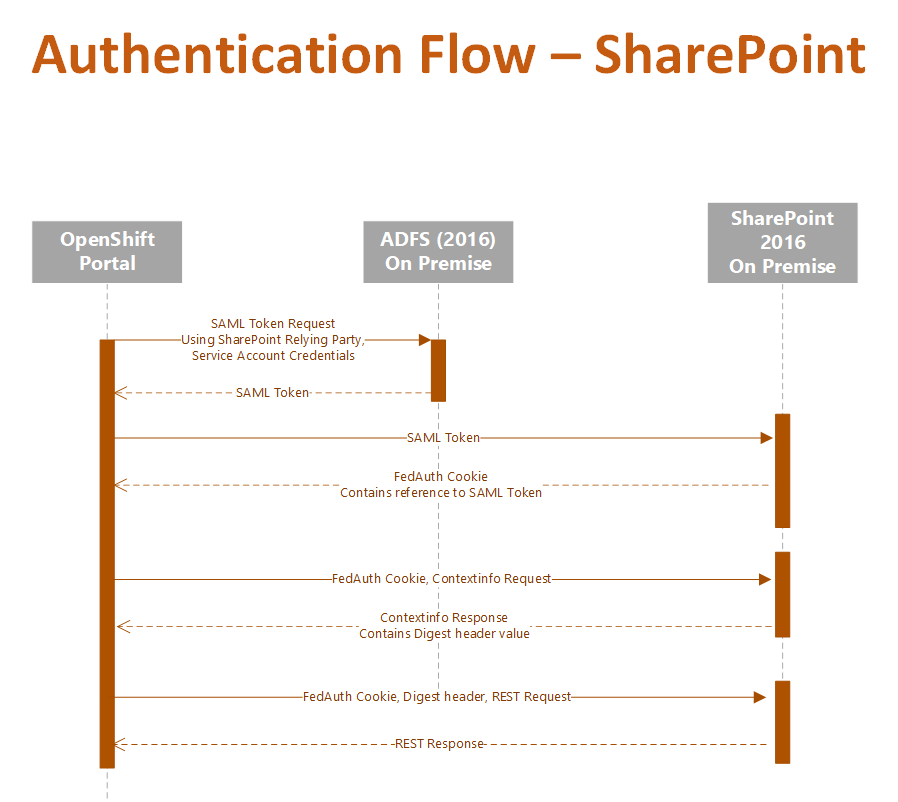 Authentication Flow – SharePoint
OpenShift
Portal
ADFS (2016)
On Premise
SharePoint
2016
On Premise
SAML Token Request
Using SharePoint Relying Party,
Service Account Credentials
SAML Token
SAML Token
FedAuth Cookie
Contains reference to SAML Token
FedAuth Cookie, Contextinfo Request
Contextinfo Response
Contains Digest header value
FedAuth Cookie, Digest header, REST Request
REST Response